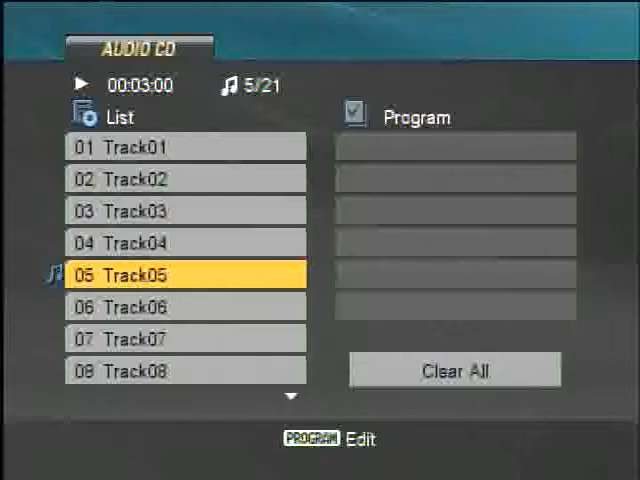 AUDIO CD
00:03:00 5/21
List
Program
01 Track01
02 Track02
03 Track03
04 Track04
05 Track05
06 Track06
07 Track07
08 Track08
Clear All
PROGRAM Edit